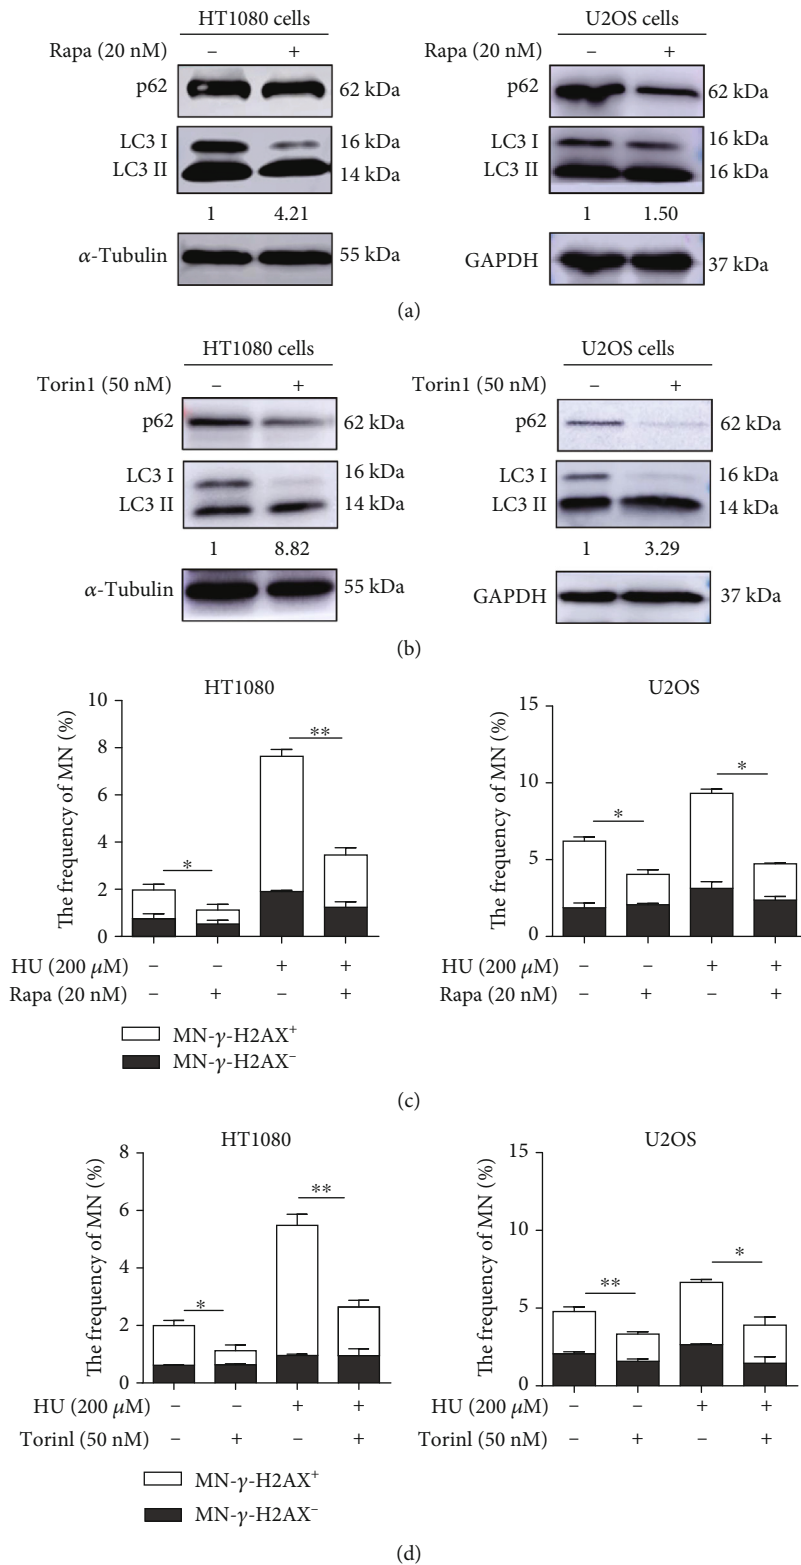 HT1080 cells
Rapa (20 nM) – +
p62 62 kDa
LC3 I 16 kDa
LC3 II 14 kDa
1 4.21
α-Tubulin 55 kDa
U2OS cells
Rapa (20 nM) – +
p62 62 kDa
LC3 I 16 kDa
LC3 II 16 kDa
1 1.50
GAPDH 37 kDa
(a)
HT1080 cells
Torin1 (50 nM) – +
p62 62 kDa
LC3 I 16 kDa
LC3 II 14 kDa
1 8.82
α-Tubulin 55 kDa
U2OS cells
Torin1 (50 nM) – +
p62 62 kDa
LC3 I 16 kDa
LC3 II 14 kDa
1 3.29
GAPDH 37 kDa
(b)
HT1080
The frequency of MN (%)
10
8
6
4
2
0
*
**
HU (200 μM) – – + +
Rapa (20 nM) – + – +
U2OS
The frequency of MN (%)
15
10
5
0
*
*
HU (200 μM) – – + +
Rapa (20 nM) – + – +
MN-γ-H2AX⁺
MN-γ-H2AX⁻
(c)
HT1080
The frequency of MN (%)
8
6
4
2
0
*
**
HU (200 μM) – – + +
Torinl (50 nM) – + – +
U2OS
The frequency of MN (%)
15
10
5
0
**
*
HU (200 μM) – – + +
Torinl (50 nM) – + – +
MN-γ-H2AX⁺
MN-γ-H2AX⁻
(d)